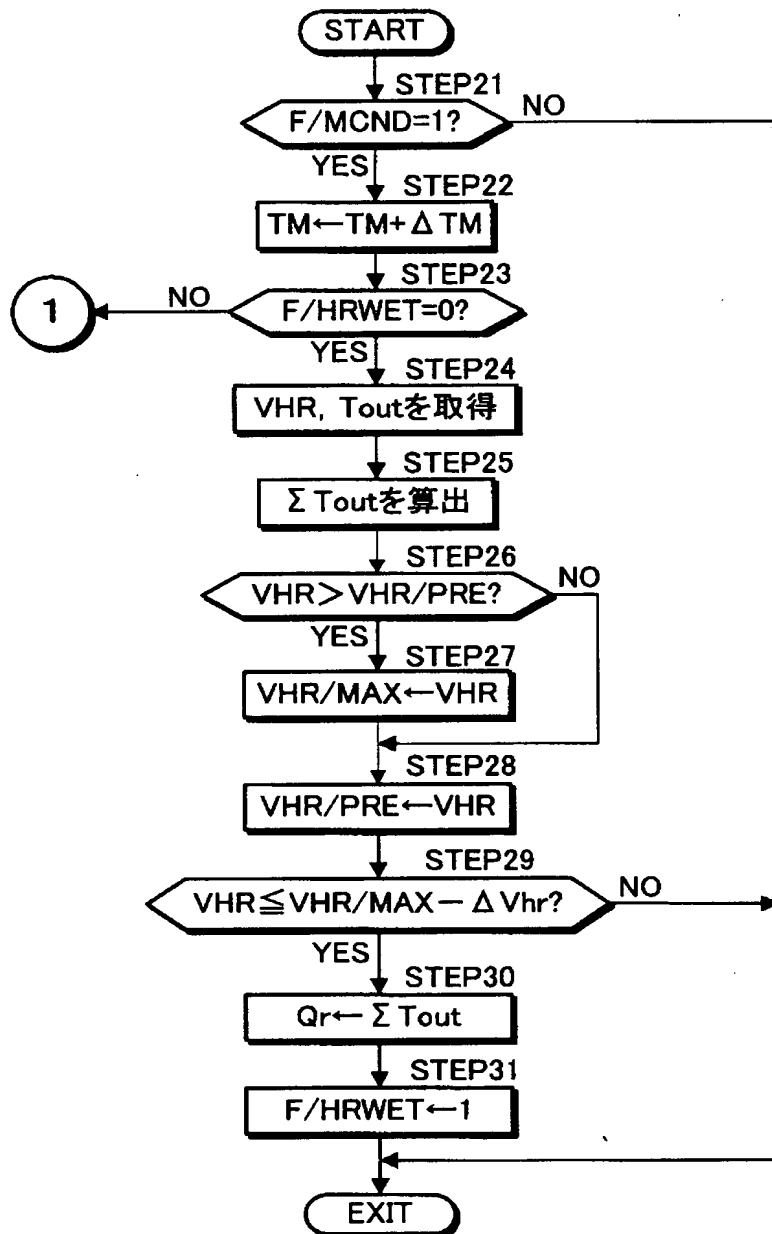 START
STEP21
F/MCND=1?
NO
YES
STEP22
TM←TM+ΔTM
STEP23
F/HRWET=0?
NO
1
YES
STEP24
VHR, Toutを取得
STEP25
ΣToutを算出
STEP26
VHR>VHR/PRE?
NO
YES
STEP27
VHR/MAX←VHR
STEP28
VHR/PRE←VHR
STEP29
VHR≦VHR/MAX-ΔVhr?
NO
YES
STEP30
Qr←ΣTout
STEP31
F/HRWET←1
EXIT